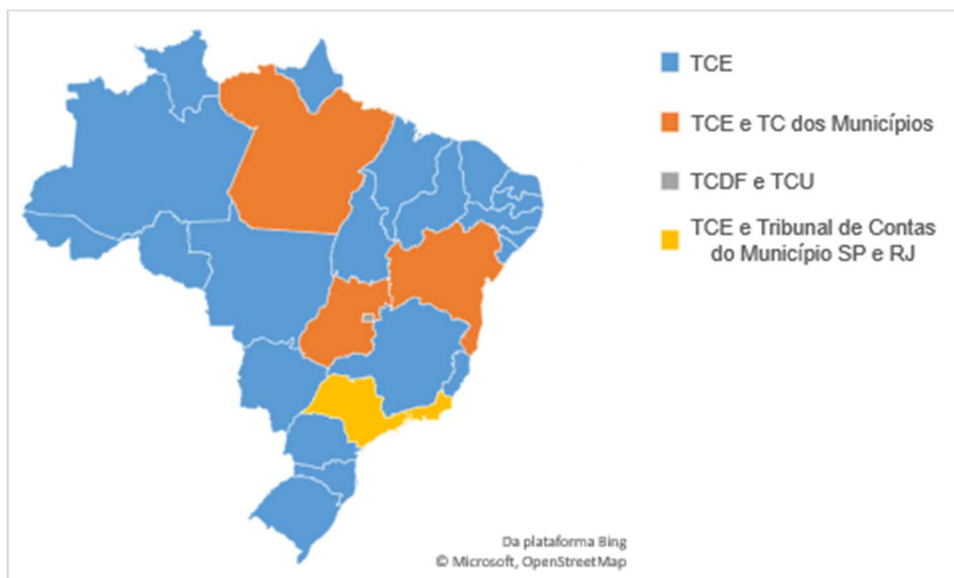 TCE
TCE e TC dos Municípios
TCDF e TCU
TCE e Tribunal de Contas
do Município SP e RJ
Da plataforma Bing
© Microsoft, OpenStreetMap